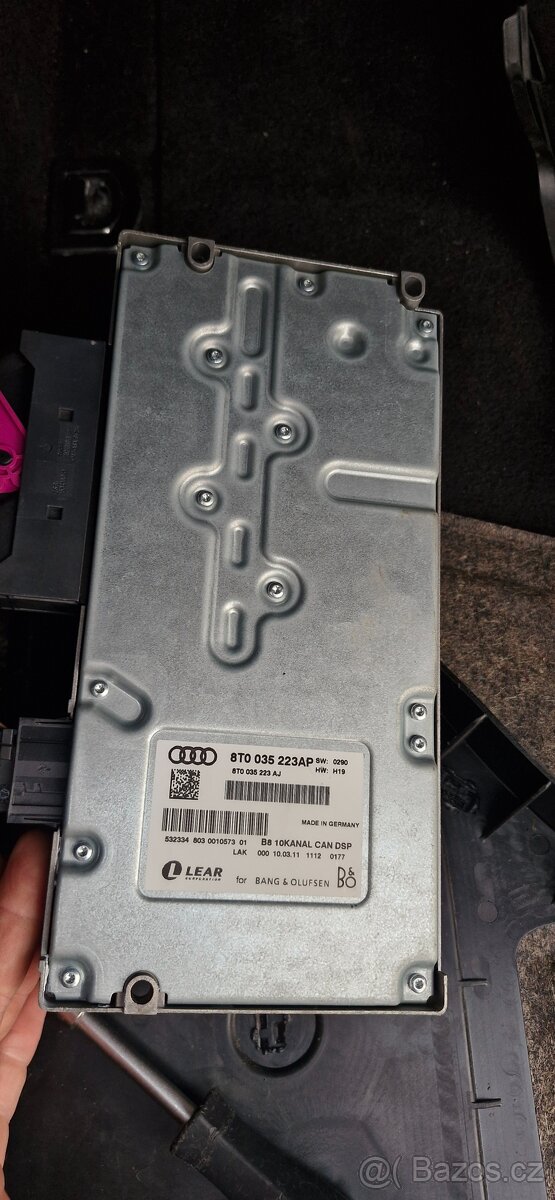 8T0 035 223AP SW: 0290
8T0 035 223 AJ HW: H19
MADE IN GERMANY
532334 803 0010573 01 B8 10KANAL CAN DSP
LAK 000 10.03.11 1112 0177
L LEAR CORPORATION for BANG & OLUFSEN B&O
@ Bazos.cz